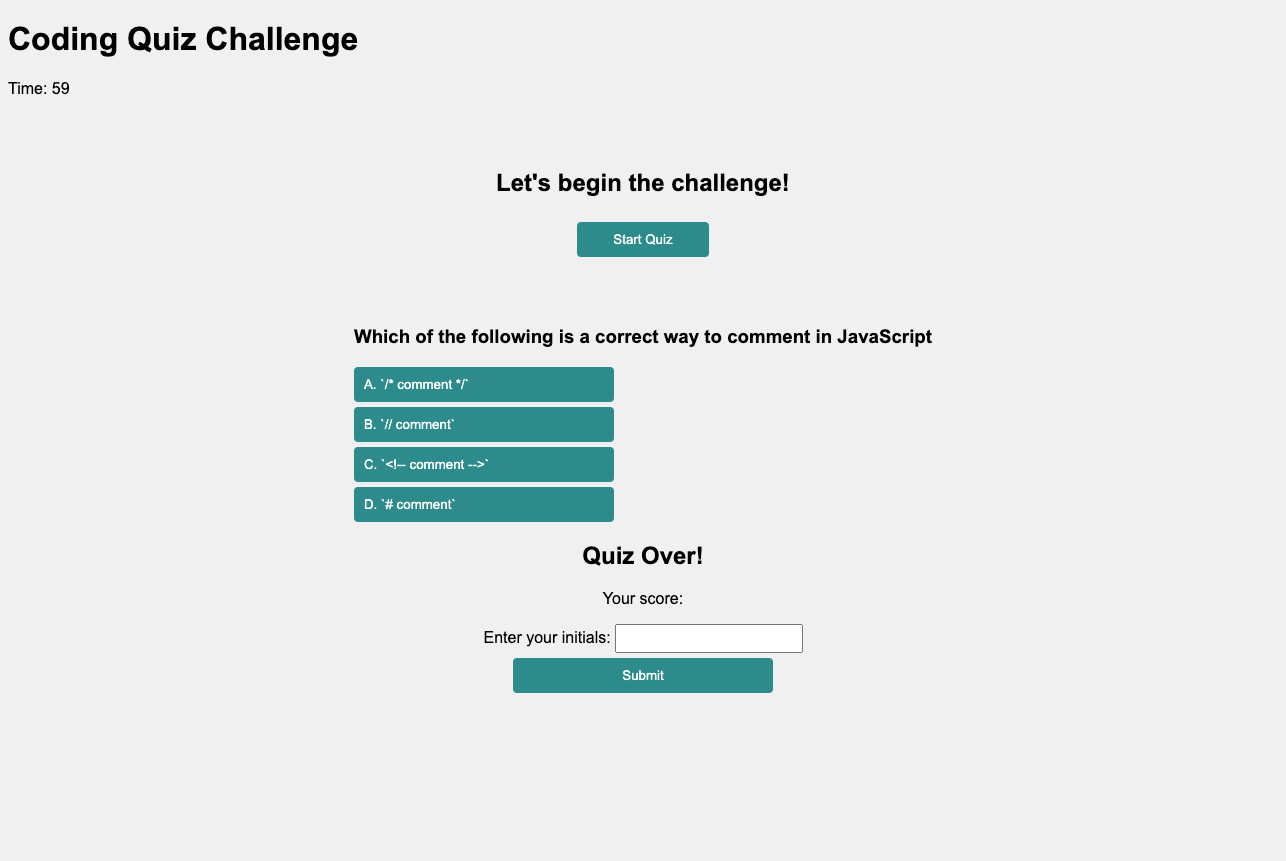 Coding Quiz Challenge
Time: 59
Let's begin the challenge!
Start Quiz
Which of the following is a correct way to comment in JavaScript
A. `/* comment */`
B. `// comment`
C. `<!-- comment -->`
D. `# comment`
Quiz Over!
Your score:
Enter your initials:
Submit